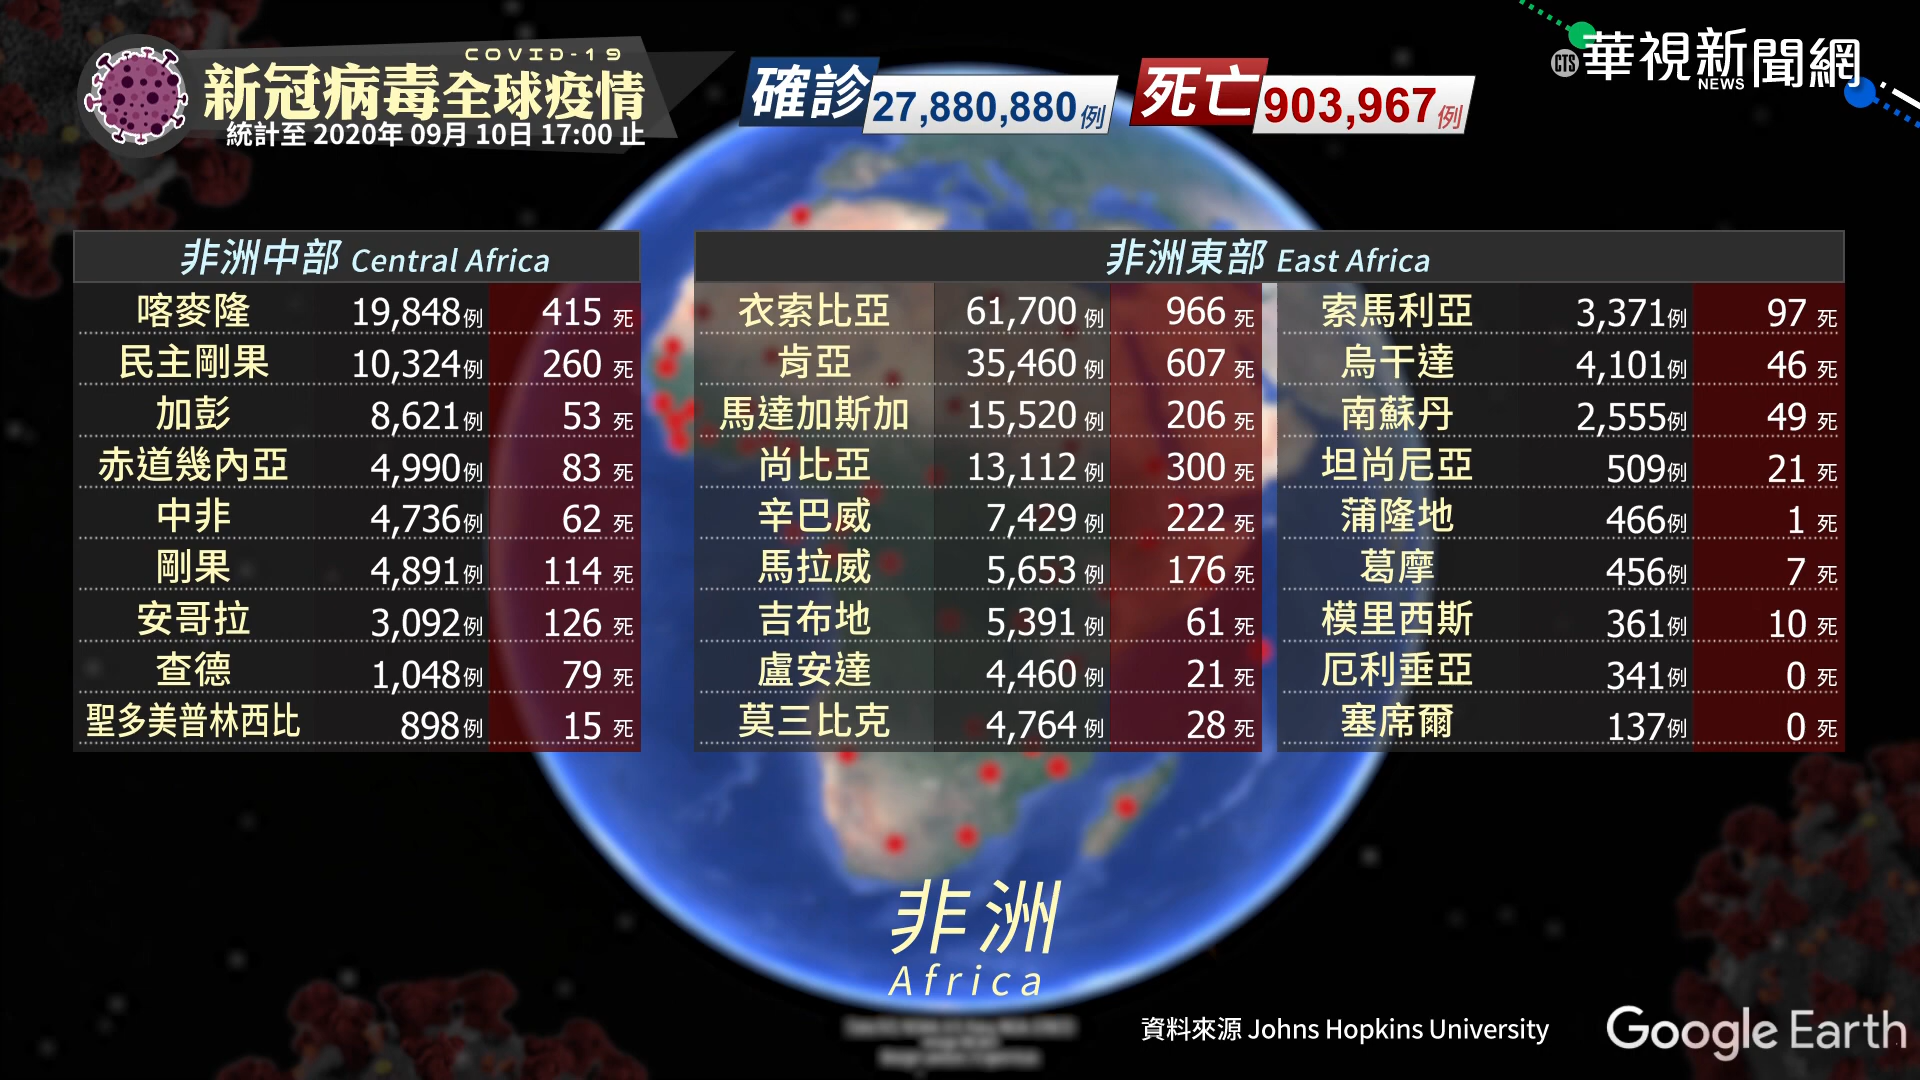 COVID-19
新冠病毒全球疫情
統計至 2020年 09月 10日 17:00 止
確診 27,880,880例
死亡 903,967例
CTS 華視新聞網
NEWS
非洲中部 Central Africa
喀麥隆 19,848例 415 死
民主剛果 10,324例 260 死
加彭 8,621例 53 死
赤道幾內亞 4,990例 83 死
中非 4,736例 62 死
剛果 4,891例 114 死
安哥拉 3,092例 126 死
查德 1,048例 79 死
聖多美普林西比 898例 15 死
非洲東部 East Africa
衣索比亞 61,700 例 966 死
肯亞 35,460 例 607 死
馬達加斯加 15,520 例 206 死
尚比亞 13,112 例 300 死
辛巴威 7,429 例 222 死
馬拉威 5,653 例 176 死
吉布地 5,391 例 61 死
盧安達 4,460 例 21 死
莫三比克 4,764 例 28 死
索馬利亞 3,371例 97 死
烏干達 4,101例 46 死
南蘇丹 2,555例 49 死
坦尚尼亞 509例 21 死
蒲隆地 466例 1 死
葛摩 456例 7 死
模里西斯 361例 10 死
厄利垂亞 341例 0 死
塞席爾 137例 0 死
非洲
Africa
資料來源 Johns Hopkins University
Google Earth